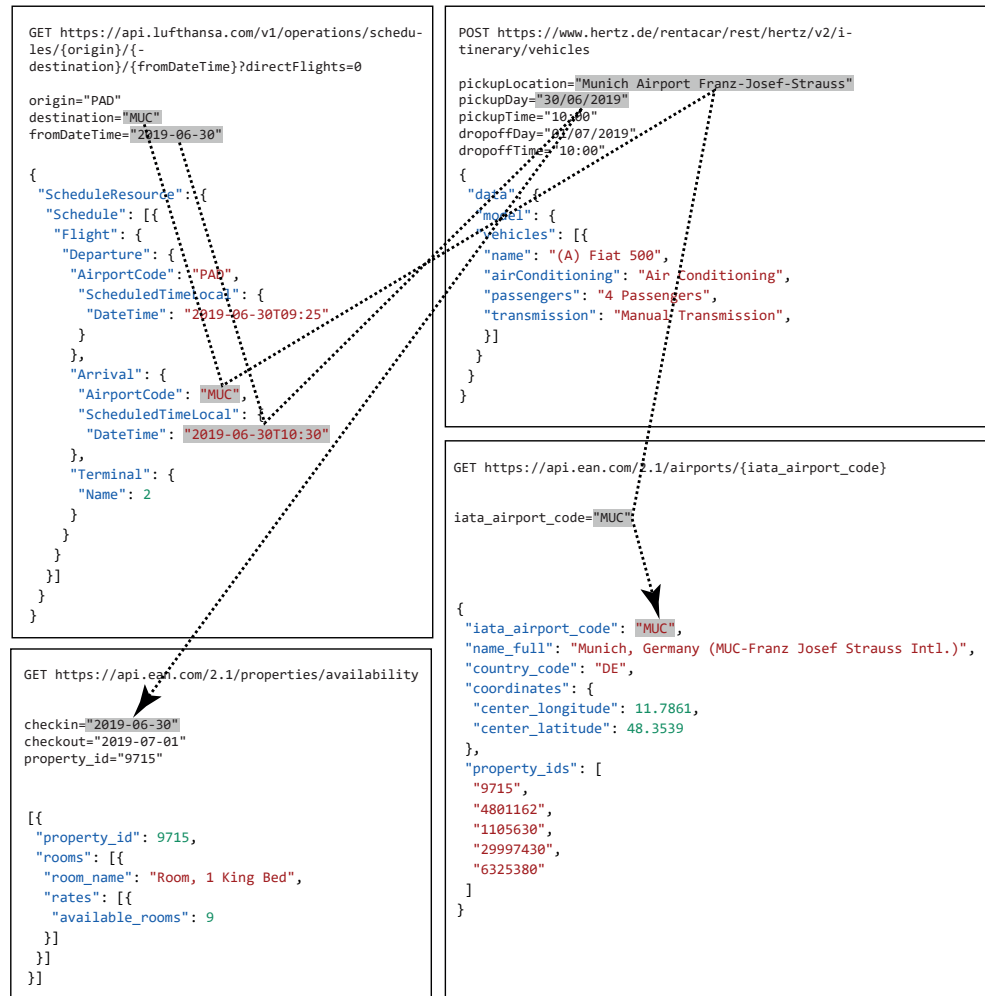 GET https://api.lufthansa.com/v1/operations/schedu-
les/{origin}/{-
destination}/{fromDateTime}?directFlights=0
origin="PAD"
destination="MUC"
fromDateTime="2019-06-30"
{
"ScheduleResource": {
"Schedule": [{
"Flight": {
"Departure": {
"AirportCode": "PAD",
"ScheduledTimeLocal": {
"DateTime": "2019-06-30T09:25"
}
},
"Arrival": {
"AirportCode": "MUC",
"ScheduledTimeLocal": {
"DateTime": "2019-06-30T10:30"
},
"Terminal": {
"Name": 2
}
}
}
}]
}
}
POST https://www.hertz.de/rentacar/rest/hertz/v2/i-
tinerary/vehicles
pickupLocation="Munich Airport Franz-Josef-Strauss"
pickupDay="30/06/2019"
pickupTime="10:00"
dropoffDay="01/07/2019"
dropoffTime="10:00"
{
"data": {
"model": {
"vehicles": [{
"name": "(A) Fiat 500",
"airConditioning": "Air Conditioning",
"passengers": "4 Passengers",
"transmission": "Manual Transmission",
}]
}
}
}
GET https://api.ean.com/2.1/properties/availability
checkin="2019-06-30"
checkout="2019-07-01"
property_id="9715"
[{
"property_id": 9715,
"rooms": [{
"room_name": "Room, 1 King Bed",
"rates": [{
"available_rooms": 9
}]
}]
}]
GET https://api.ean.com/2.1/airports/{iata_airport_code}
iata_airport_code="MUC"
{
"iata_airport_code": "MUC",
"name_full": "Munich, Germany (MUC-Franz Josef Strauss Intl.)",
"country_code": "DE",
"coordinates": {
"center_longitude": 11.7861,
"center_latitude": 48.3539
},
"property_ids": [
"9715",
"4801162",
"1105630",
"29997430",
"6325380"
]
}